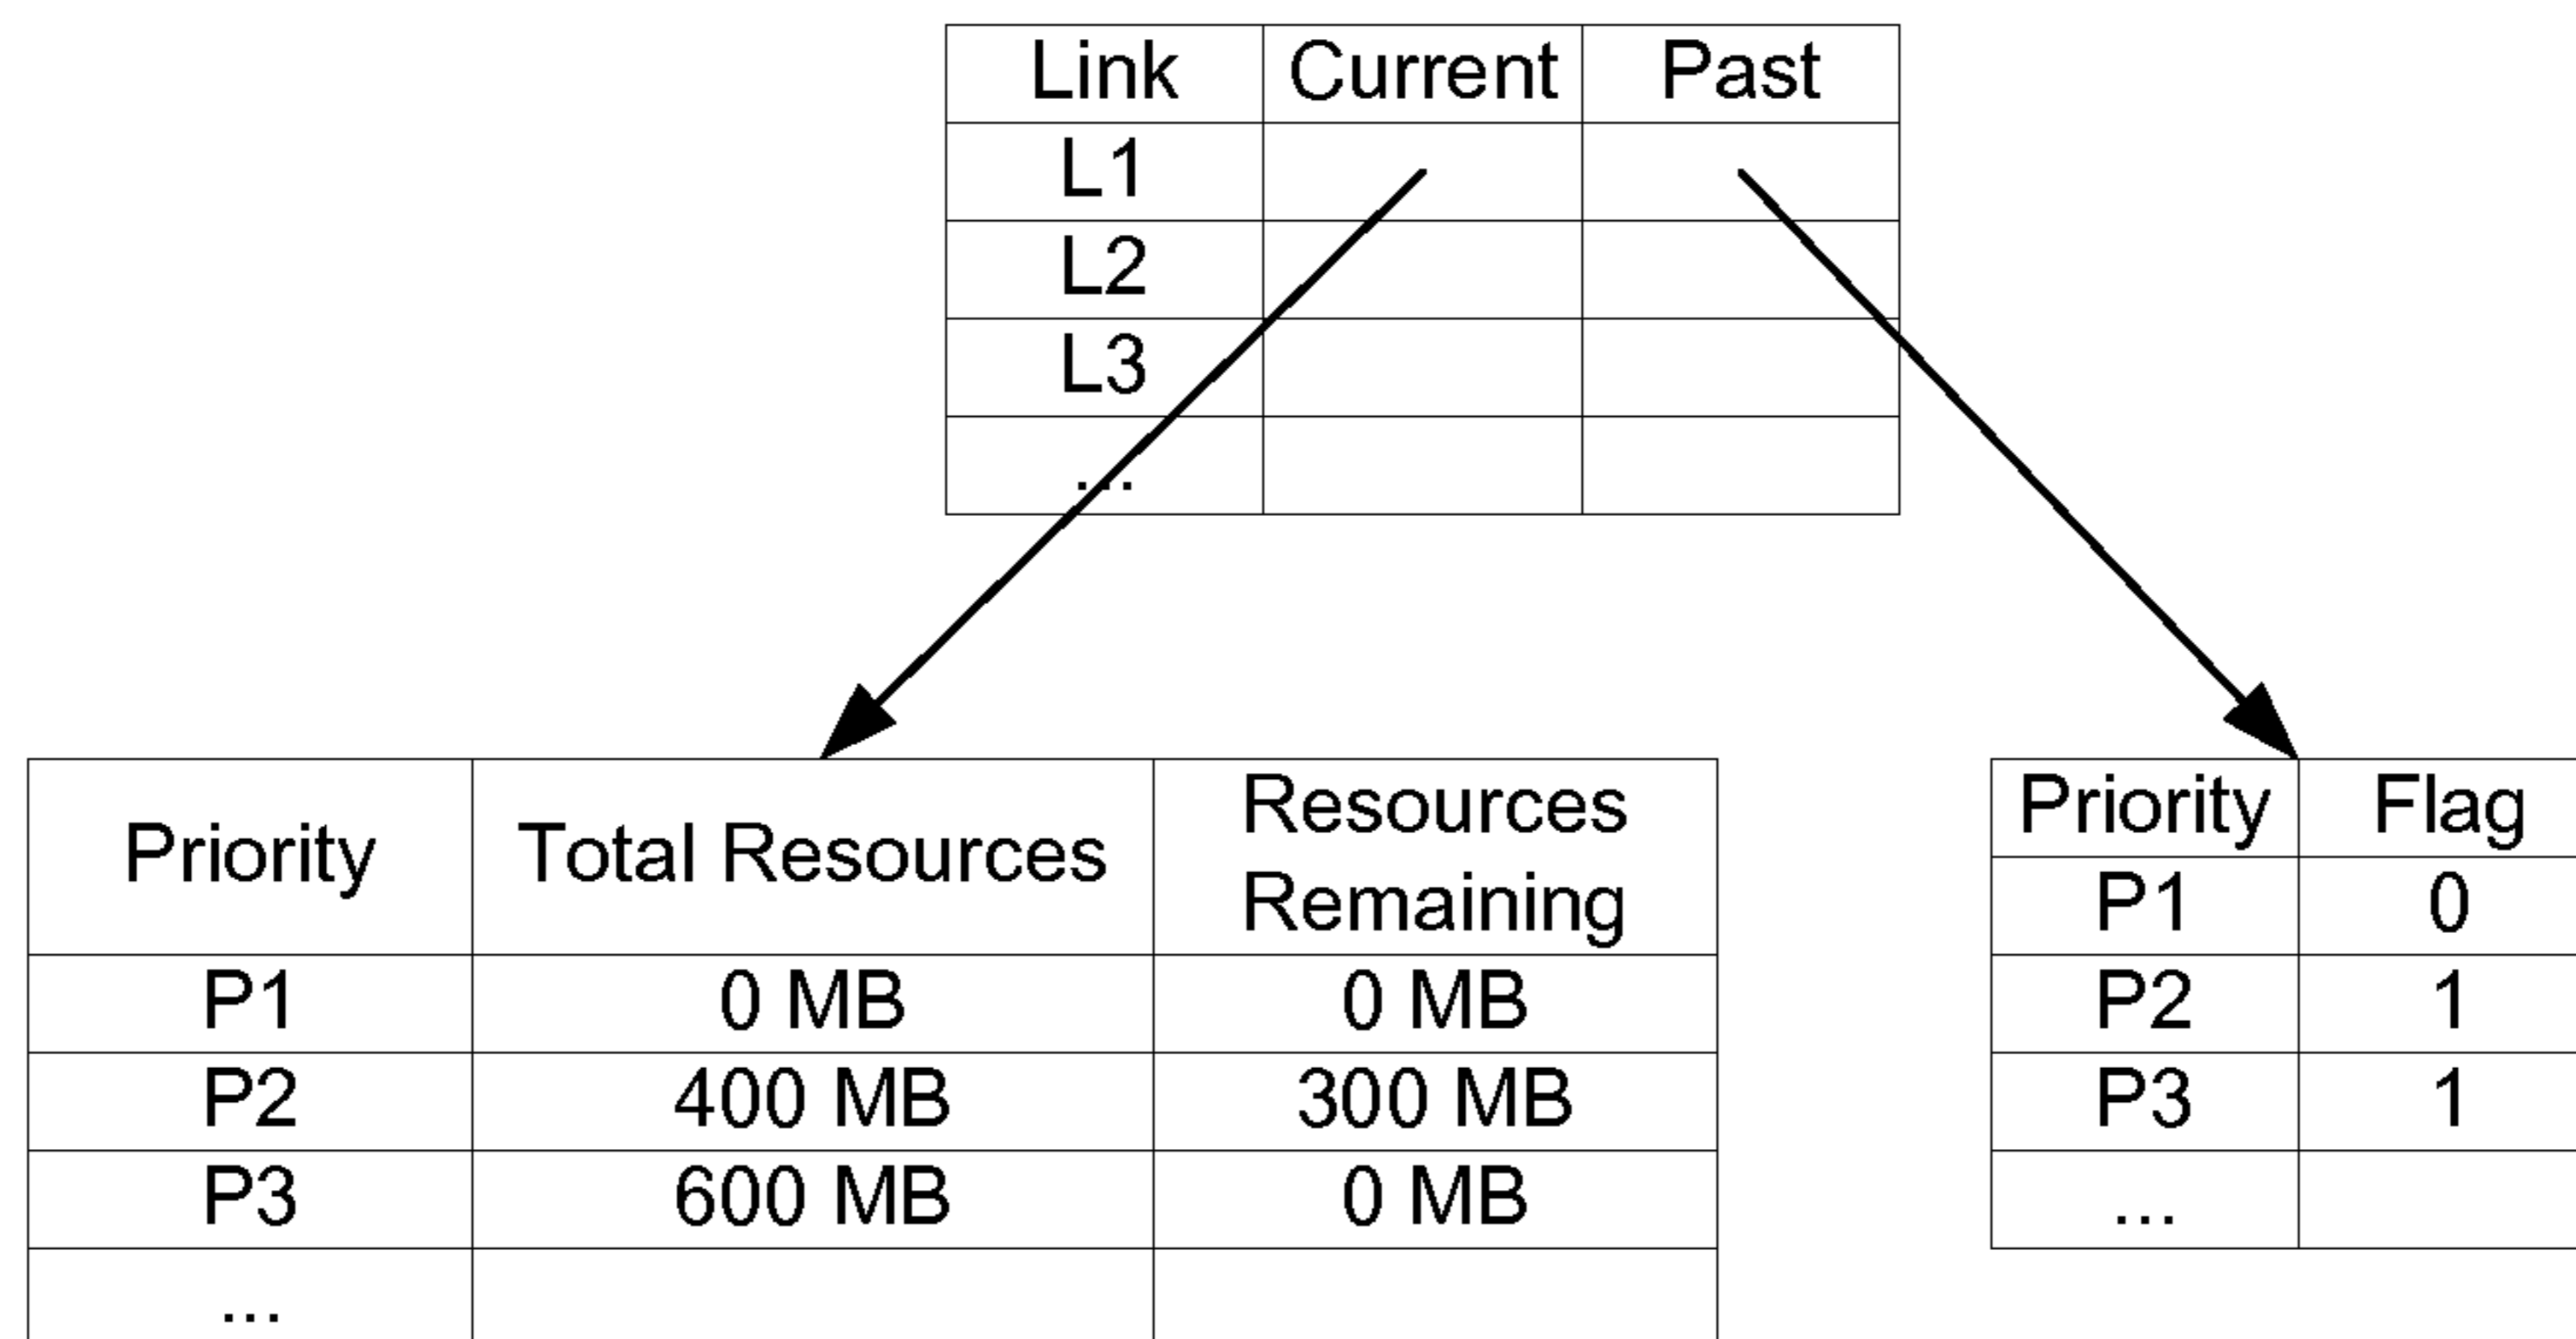 Link Current Past
L1
L2
L3
...
Priority Total Resources Resources Remaining
P1 0 MB 0 MB
P2 400 MB 300 MB
P3 600 MB 0 MB
...
Priority Flag
P1 0
P2 1
P3 1
...